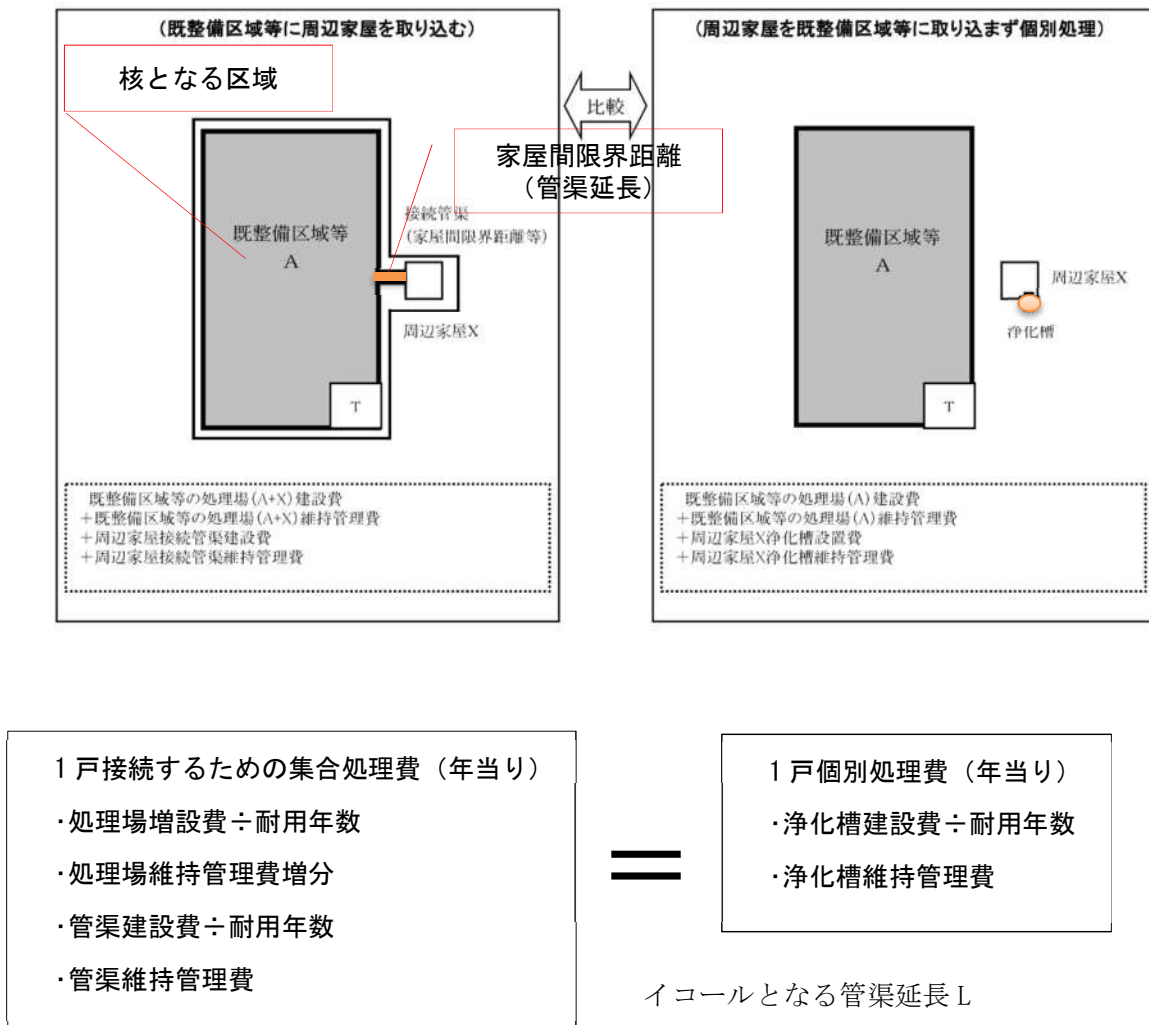 (既整備区域等に周辺家屋を取り込む)
核となる区域
家屋間限界距離
(管渠延長)
接続管渠
(家屋間限界距離等)
既整備区域等
A
周辺家屋X
T
既整備区域等の処理場(A+X)建設費
+既整備区域等の処理場(A+X)維持管理費
+周辺家屋接続管渠建設費
+周辺家屋接続管渠維持管理費
比較
(周辺家屋を既整備区域等に取り込まず個別処理)
既整備区域等
A
周辺家屋X
浄化槽
T
既整備区域等の処理場(A)建設費
+既整備区域等の処理場(A)維持管理費
+周辺家屋X浄化槽設置費
+周辺家屋X浄化槽維持管理費
1戸接続するための集合処理費(年当り)
・処理場増設費÷耐用年数
・処理場維持管理費増分
・管渠建設費÷耐用年数
・管渠維持管理費
=
1戸個別処理費(年当り)
・浄化槽建設費÷耐用年数
・浄化槽維持管理費
イコールとなる管渠延長L